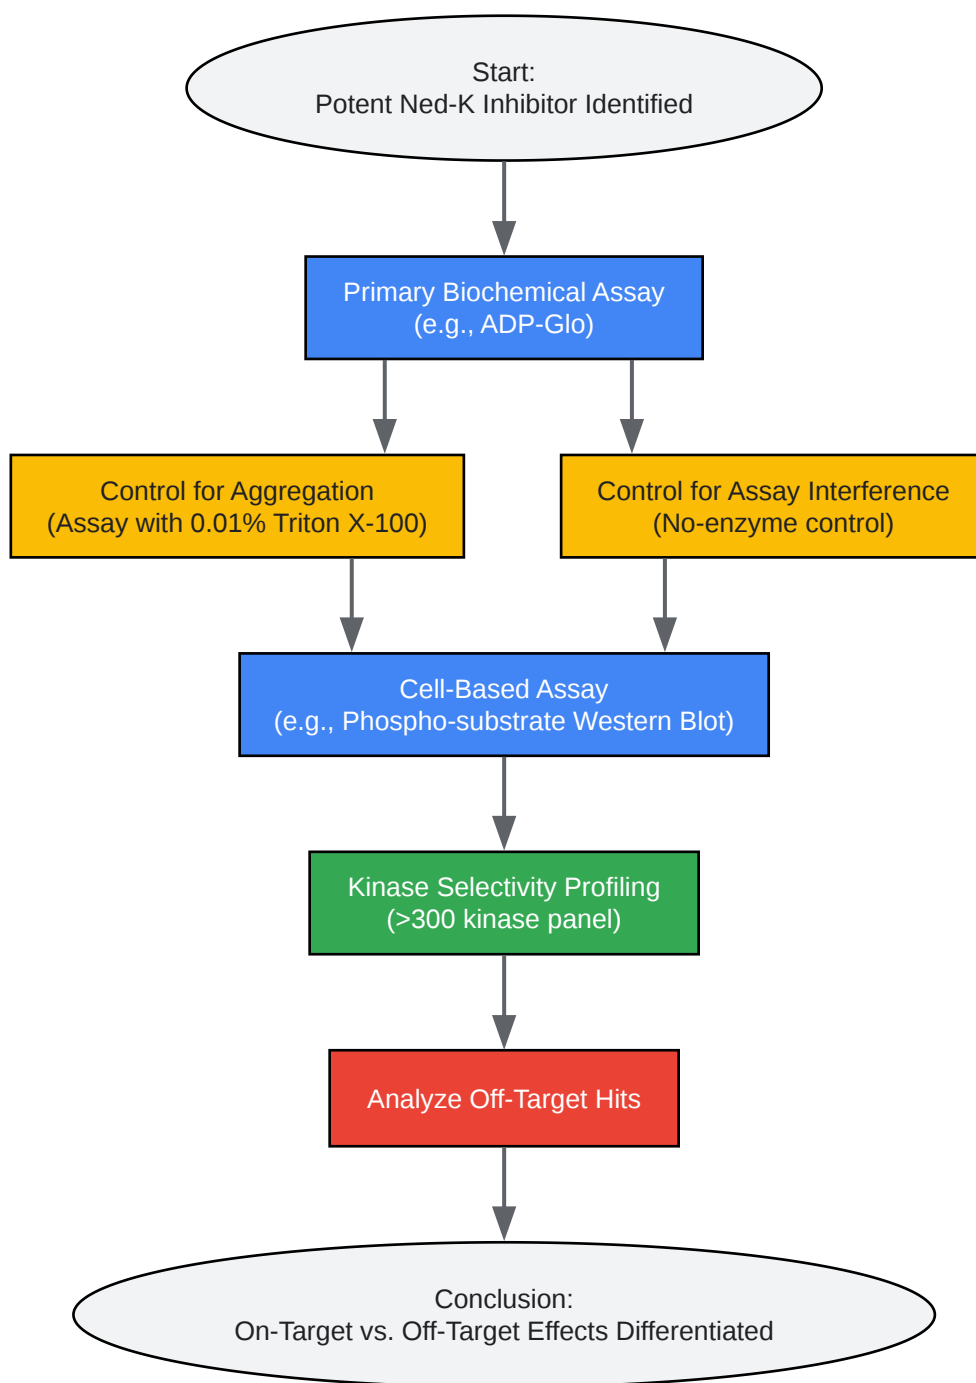 Start:
Potent Ned-K Inhibitor Identified
Primary Biochemical Assay
(e.g., ADP-Glo)
Control for Aggregation
(Assay with 0.01% Triton X-100)
Control for Assay Interference
(No-enzyme control)
Cell-Based Assay
(e.g., Phospho-substrate Western Blot)
Kinase Selectivity Profiling
(>300 kinase panel)
Analyze Off-Target Hits
Conclusion:
On-Target vs. Off-Target Effects Differentiated